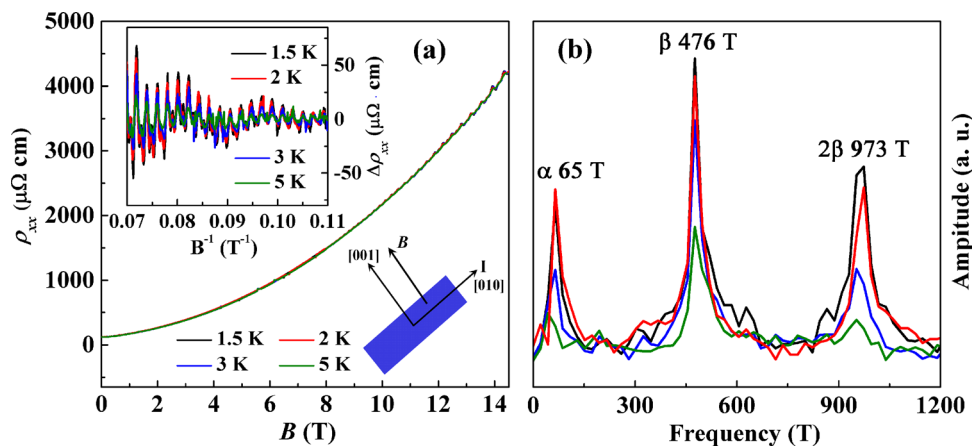 (a)
(b)
5000
4000
3000
2000
1000
0
ρxx (μΩ cm)
0 2 4 6 8 10 12 14
B (T)
1.5 K
2 K
3 K
5 K
50
0
-50
Δρxx (μΩ· cm)
3 K
5 K
0.07 0.08 0.09 0.10 0.11
B⁻¹ (T⁻¹)
B
[001]
I
[010]
1.5 K 2 K
3 K 5 K
β 476 T
2β 973 T
α 65 T
0 300 600 900 1200
Frequency (T)
Amptitude (a. u.)